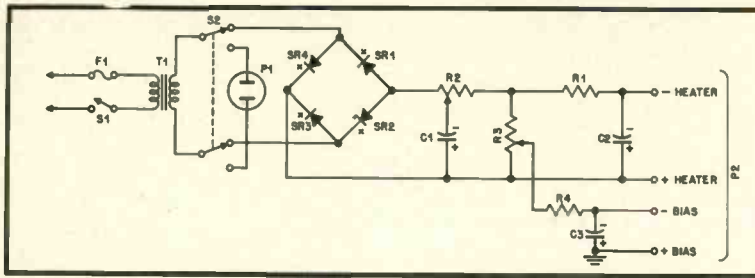 S2
F1 T1 SR4 SR1
P1 R2 R1
- HEATER
S1
SR3 SR2
C1 - + R3 C2 - +
P2
+ HEATER
R4
- BIAS
C3 - +
+ BIAS